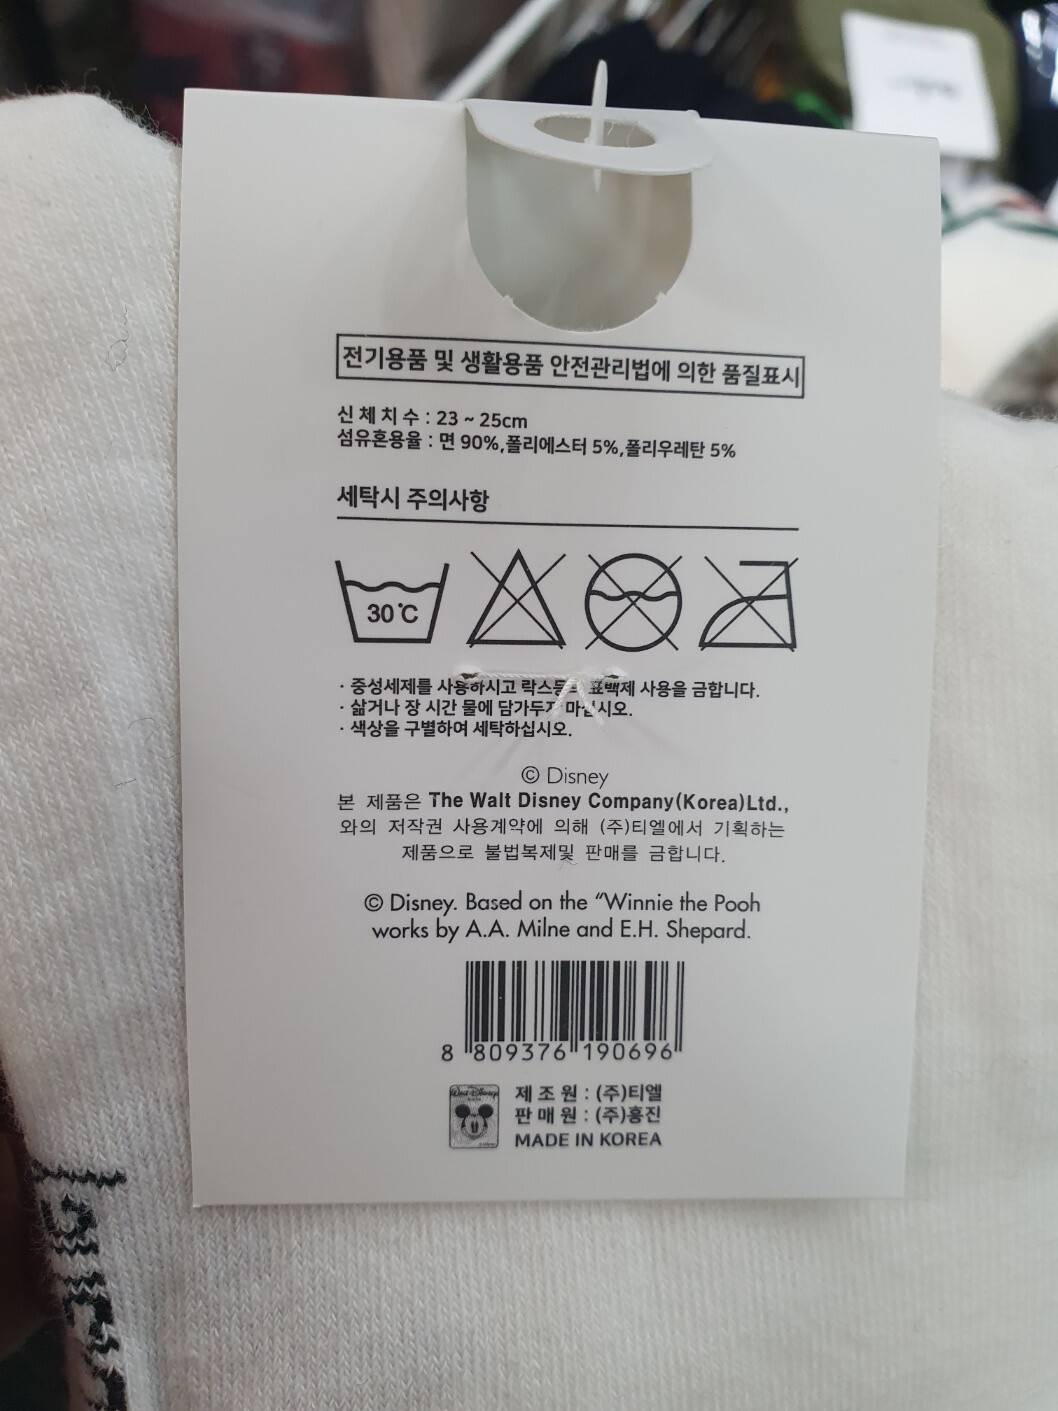 전기용품 및 생활용품 안전관리법에 의한 품질표시
신 체 치 수 : 23 ~ 25cm
섬유혼용율 : 면 90%,폴리에스터 5%,폴리우레탄 5%
세탁시 주의사항
30℃
· 중성세제를 사용하시고 락스등의 표백제 사용을 금합니다.
· 삶거나 장 시간 물에 담가두지 마십시오.
· 색상을 구별하여 세탁하십시오.
© Disney
본 제품은 The Walt Disney Company(Korea)Ltd.,
와의 저작권 사용계약에 의해 (주)티엘에서 기획하는
제품으로 불법복제및 판매를 금합니다.
© Disney. Based on the “Winnie the Pooh
works by A.A. Milne and E.H. Shepard.
8 809376 190696
Walt Disney
제 조 원 : (주)티엘
판 매 원 : (주)흥진
MADE IN KOREA